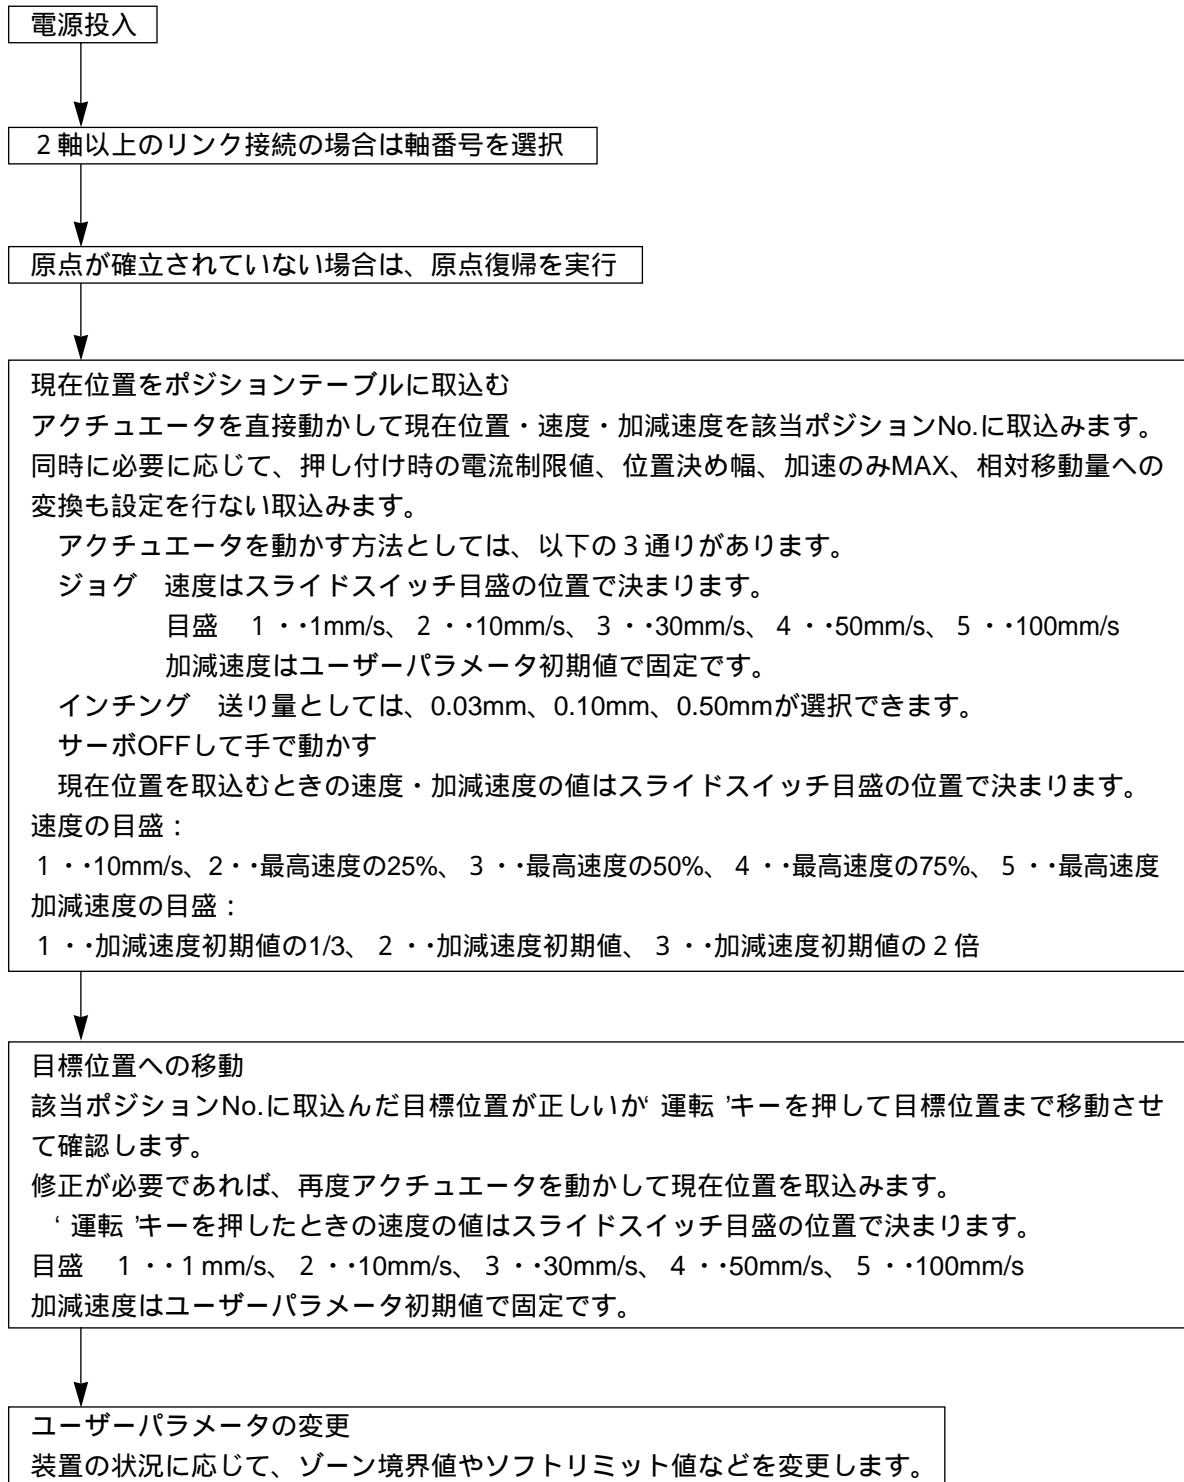 電源投入
2軸以上のリンク接続の場合は軸番号を選択
原点が確立されていない場合は、原点復帰を実行
現在位置をポジションテーブルに取込む
アクチュエータを直接動かして現在位置・速度・加減速度を該当ポジションNo.に取込みます。
同時に必要に応じて、押し付け時の電流制限値、位置決め幅、加速のみMAX、相対移動量への
変換も設定を行ない取込みます。
アクチュエータを動かす方法としては、以下の3通りがあります。
ジョグ　速度はスライドスイッチ目盛の位置で決まります。
目盛　1・・1mm/s、2・・10mm/s、3・・30mm/s、4・・50mm/s、5・・100mm/s
加減速度はユーザーパラメータ初期値で固定です。
インチング　送り量としては、0.03mm、0.10mm、0.50mmが選択できます。
サーボOFFして手で動かす
現在位置を取込むときの速度・加減速度の値はスライドスイッチ目盛の位置で決まります。
速度の目盛：
1・・10mm/s、2・・最高速度の25%、3・・最高速度の50%、4・・最高速度の75%、5・・最高速度
加減速度の目盛：
1・・加減速度初期値の1/3、2・・加減速度初期値、3・・加減速度初期値の2倍
目標位置への移動
該当ポジションNo.に取込んだ目標位置が正しいか‘運転’キーを押して目標位置まで移動させ
て確認します。
修正が必要であれば、再度アクチュエータを動かして現在位置を取込みます。
‘運転’キーを押したときの速度の値はスライドスイッチ目盛の位置で決まります。
目盛　1・・1mm/s、2・・10mm/s、3・・30mm/s、4・・50mm/s、5・・100mm/s
加減速度はユーザーパラメータ初期値で固定です。
ユーザーパラメータの変更
装置の状況に応じて、ゾーン境界値やソフトリミット値などを変更します。